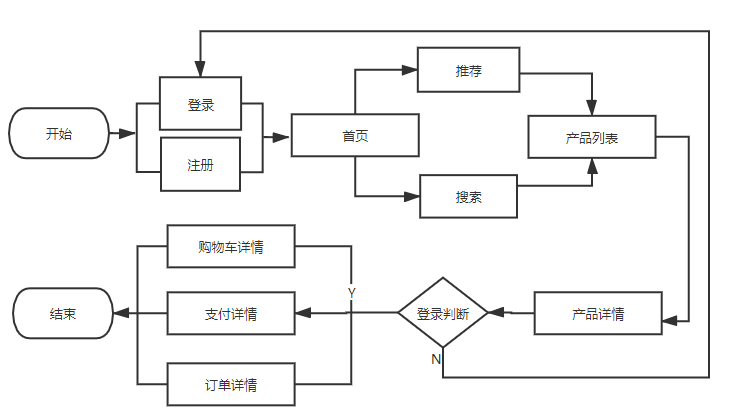 开始
登录
注册
首页
推荐
搜索
产品列表
购物车详情
支付详情
订单详情
结束
Y
登录判断
N
产品详情